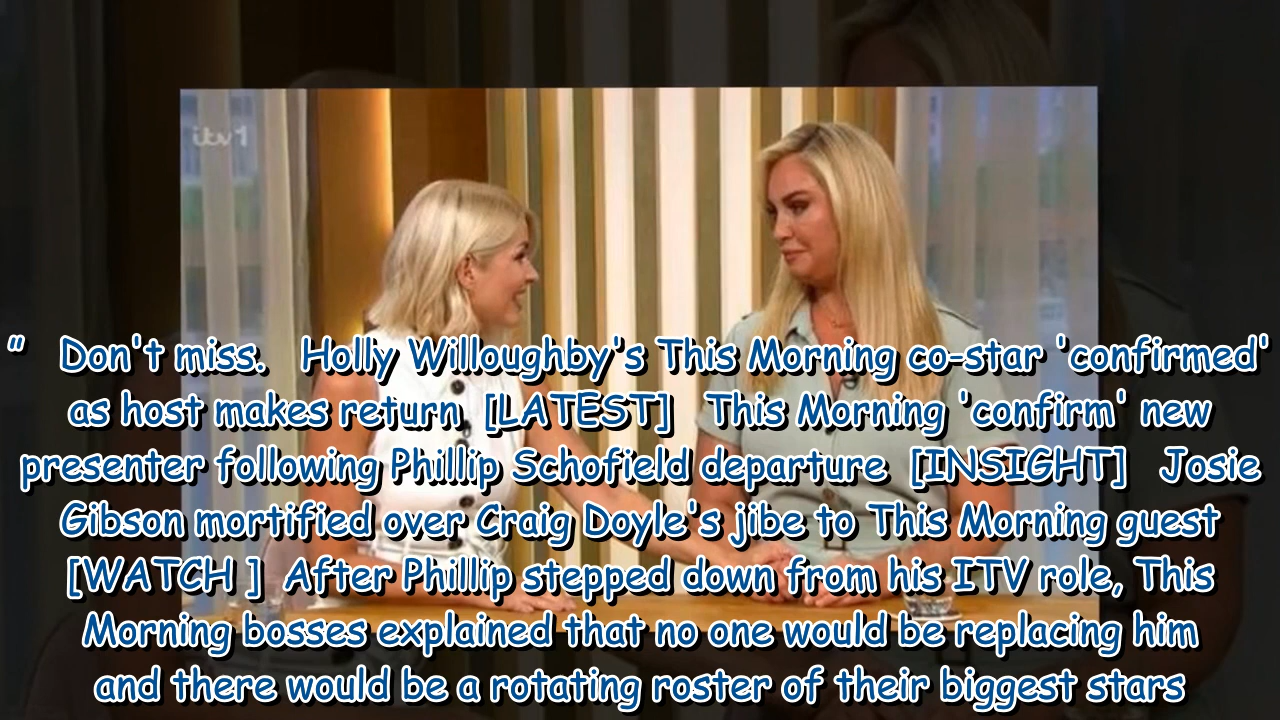 itv1
” Don't miss. Holly Willoughby's This Morning co-star 'confirmed'
as host makes return [LATEST] This Morning 'confirm' new
presenter following Phillip Schofield departure [INSIGHT] Josie
Gibson mortified over Craig Doyle's jibe to This Morning guest
[WATCH ] After Phillip stepped down from his ITV role, This
Morning bosses explained that no one would be replacing him
and there would be a rotating roster of their biggest stars